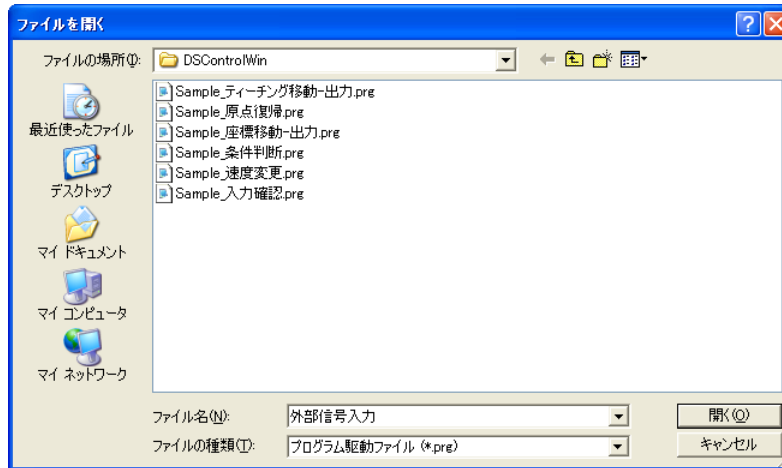 ファイルを開く
ファイルの場所(I):
DSControlWin
Sample_ティーチング移動-出力.prg
Sample_原点復帰.prg
Sample_座標移動-出力.prg
Sample_条件判断.prg
Sample_速度変更.prg
Sample_入力確認.prg
最近使ったファイル
デスクトップ
マイ ドキュメント
マイ コンピュータ
マイ ネットワーク
ファイル名(N):
外部信号入力
開く(O)
ファイルの種類(T):
プログラム駆動ファイル (*.prg)
キャンセル